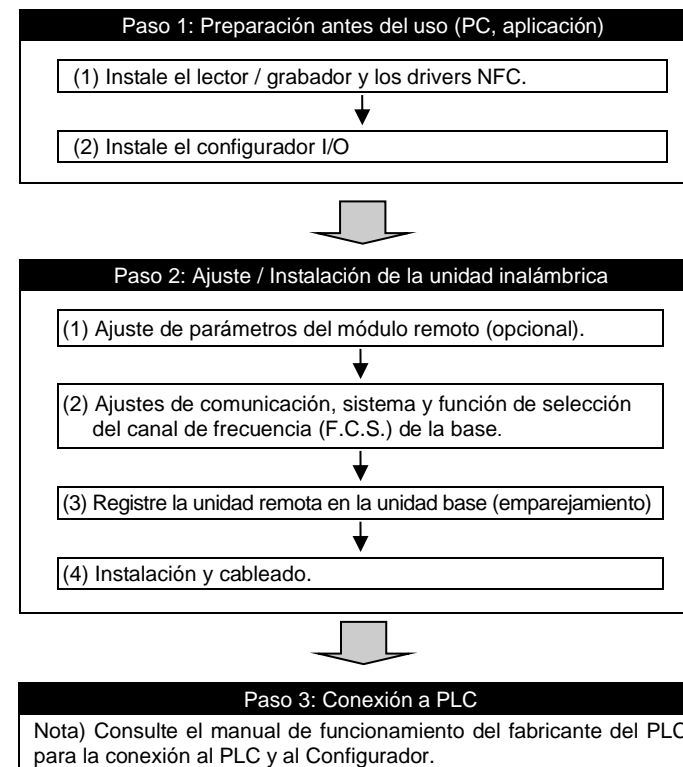 Paso 1: Preparación antes del uso (PC, aplicación)
(1) Instale el lector / grabador y los drivers NFC.
(2) Instale el configurador I/O
Paso 2: Ajuste / Instalación de la unidad inalámbrica
(1) Ajuste de parámetros del módulo remoto (opcional).
(2) Ajustes de comunicación, sistema y función de selección
del canal de frecuencia (F.C.S.) de la base.
(3) Registre la unidad remota en la unidad base (emparejamiento)
(4) Instalación y cableado.
Paso 3: Conexión a PLC
Nota) Consulte el manual de funcionamiento del fabricante del PLC
para la conexión al PLC y al Configurador.